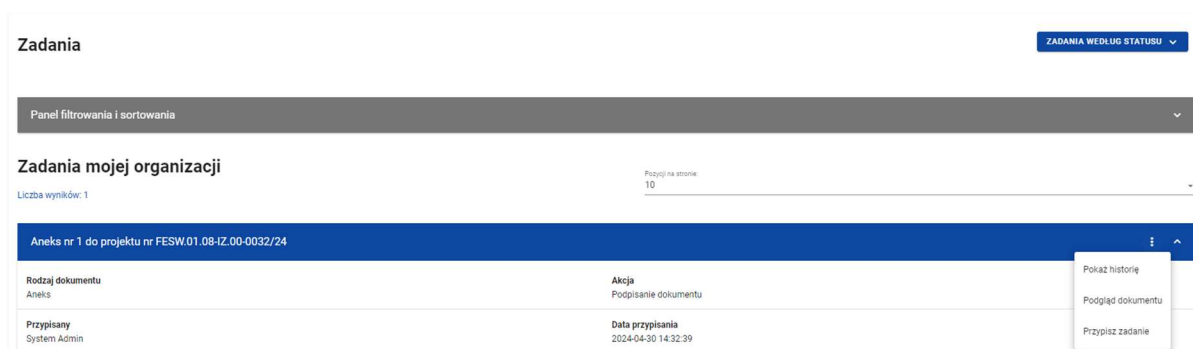 Zadania
ZADANIA WEDŁUG STATUSU
Panel filtrowania i sortowania
Zadania mojej organizacji
Liczba wyników: 1
Pozycji na stronie:
10
Aneks nr 1 do projektu nr FESW.01.08-IZ.00-0032/24
Rodzaj dokumentu
Aneks
Akcja
Podpisanie dokumentu
Przypisany
System Admin
Data przypisania
2024-04-30 14:32:39
Pokaż historię
Podgląd dokumentu
Przypisz zadanie